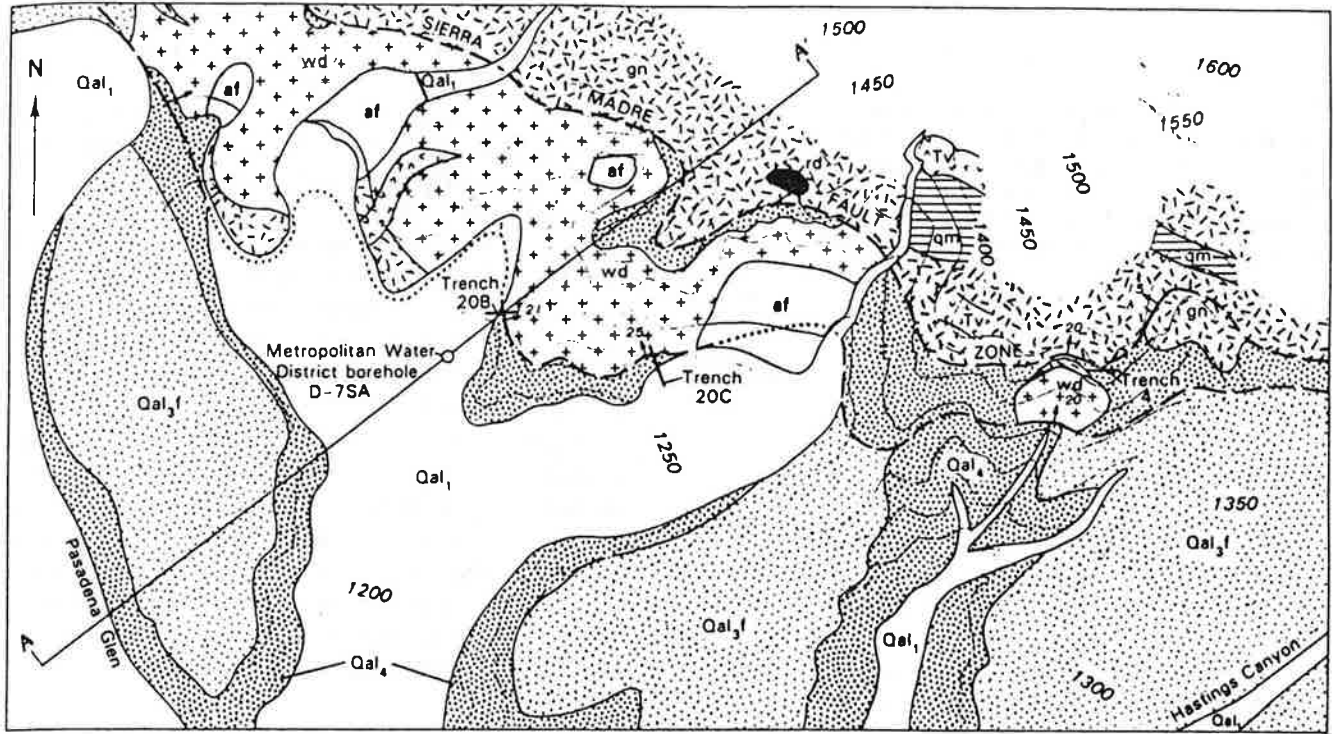 N
Qal₁
af
SIERRA
wd
af
Qal₁
MADRE
gn
A'
1500
1450
1600
1550
1500
1450
1400
af
rd
FAULT
Tv
qm
qm
gn
Tv
ZONE
20
wd
20
Trench
4
wd
af
Trench
20B
21
25
Trench
20C
Metropolitan Water
District borehole
D-7SA
Qal₃f
Qal₁
1250
Qal₄
1350
Qal₃f
Pasadena Glen
A
1200
Qal₄
Qal₃f
Qal₁
1300
Hastings Canyon
Qal₁